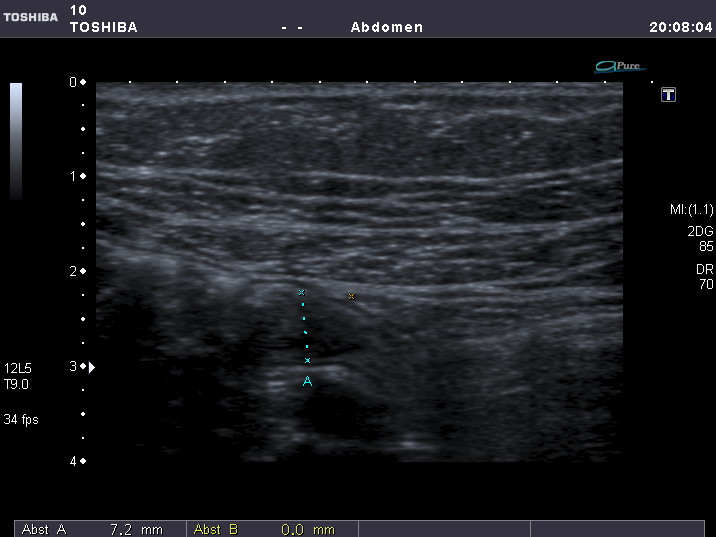 TOSHIBA
10
TOSHIBA - - Abdomen 20:08:04
Pure
T
0
1
2
3
4
MI:(1.1)
2DG
85
DR
70
12L5
T9.0
34 fps
A
Abst A 7.2 mm Abst B 0.0 mm